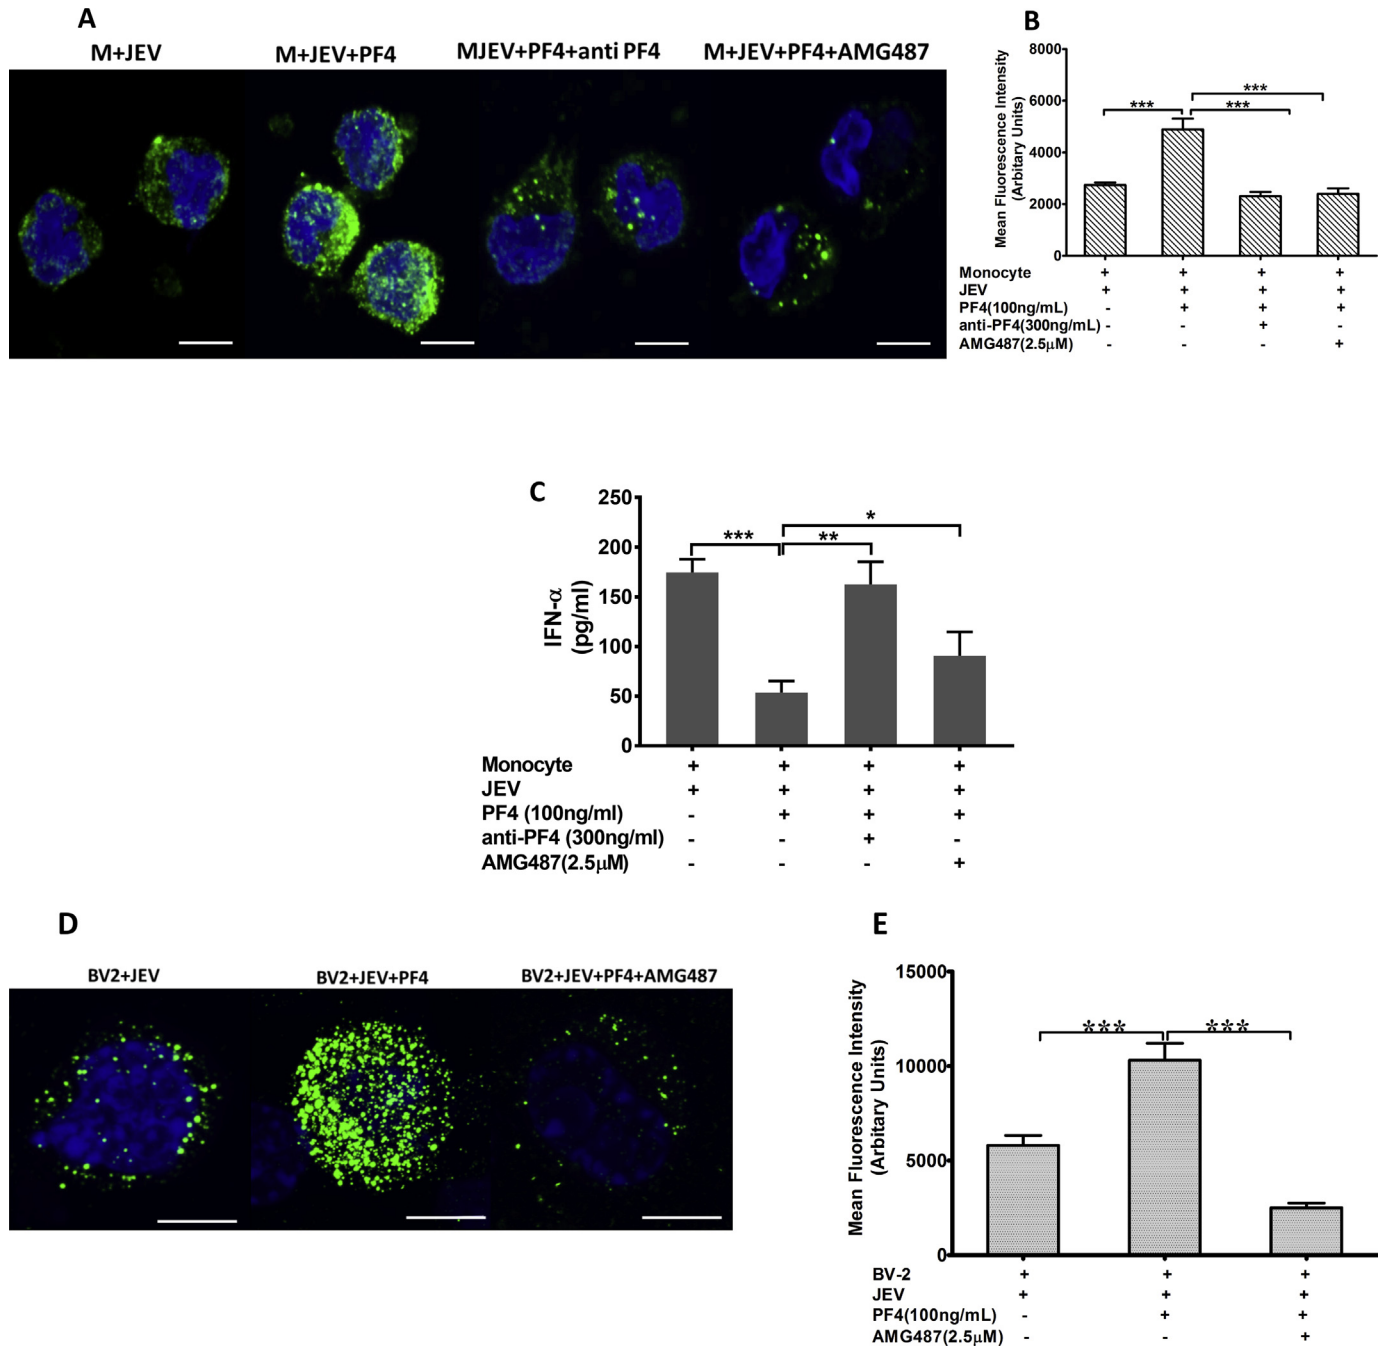 A
M+JEV
M+JEV+PF4
MJEV+PF4+anti PF4
M+JEV+PF4+AMG487
B
Mean Fluorescence Intensity
(Arbitary Units)
8000
6000
4000
2000
0
***
***
***
Monocyte + + + +
JEV + + + +
PF4(100ng/mL) - + + +
anti-PF4(300ng/mL) - - + -
AMG487(2.5μM) - - - +
C
IFN-α
(pg/ml)
250
200
150
100
50
0
***
**
*
Monocyte + + + +
JEV + + + +
PF4 (100ng/ml) - + + +
anti-PF4 (300ng/ml) - - + -
AMG487(2.5μM) - - - +
D
BV2+JEV
BV2+JEV+PF4
BV2+JEV+PF4+AMG487
E
Mean Fluorescence Intensity
(Arbitary Units)
15000
10000
5000
0
***
***
BV-2 + + +
JEV + + +
PF4(100ng/mL) - + +
AMG487(2.5μM) - - +